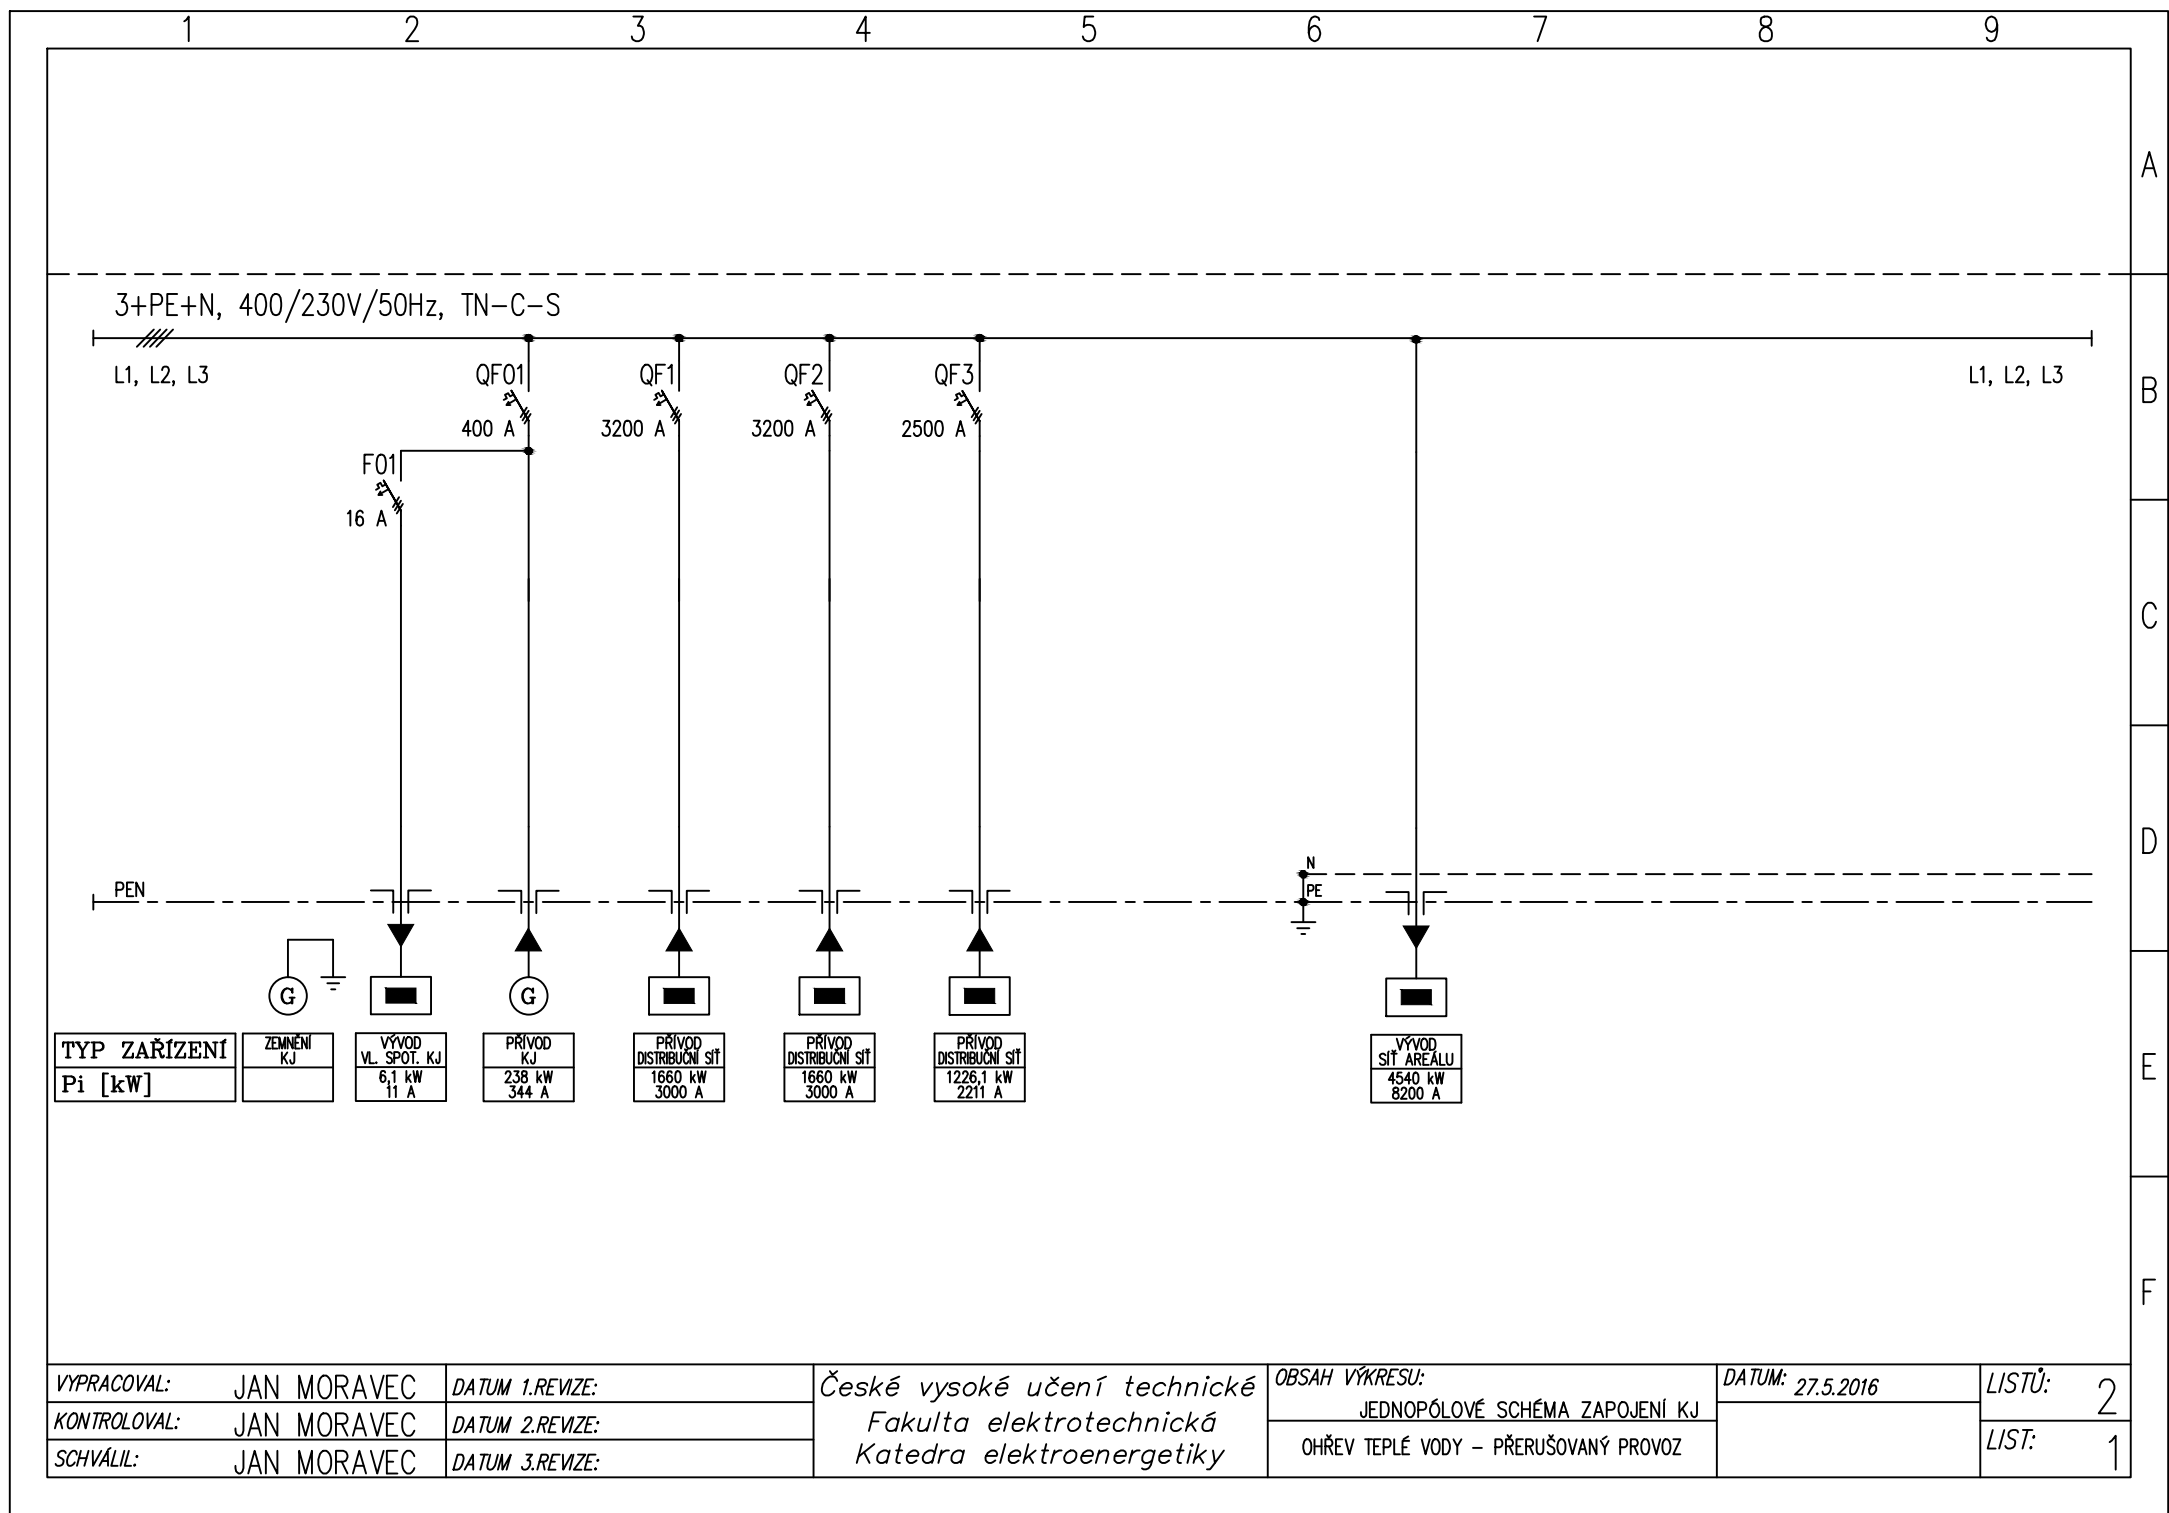 1 2 3 4 5 6 7 8 9
A
3+PE+N, 400/230V/50Hz, TN-C-S
L1, L2, L3
QF01
QF1
QF2
QF3
L1, L2, L3
B
400 A
3200 A
3200 A
2500 A
F01
16 A
C
D
N
PEN
PE
G
G
TYP ZAŘÍZENÍ
Pi [kW]
ZEMNĚNÍ
KJ
VÝVOD
VL. SPOT. KJ
6,1 kW
11 A
PŘÍVOD
KJ
238 kW
344 A
PŘÍVOD
DISTRIBUČNÍ SÍŤ
1660 kW
3000 A
PŘÍVOD
DISTRIBUČNÍ SÍŤ
1660 kW
3000 A
PŘÍVOD
DISTRIBUČNÍ SÍŤ
1226,1 kW
2211 A
VÝVOD
SÍŤ AREÁLU
4540 kW
8200 A
E
F
VYPRACOVAL: JAN MORAVEC
KONTROLOVAL: JAN MORAVEC
SCHVÁLIL: JAN MORAVEC
DATUM 1.REVIZE:
DATUM 2.REVIZE:
DATUM 3.REVIZE:
České vysoké učení technické
Fakulta elektrotechnická
Katedra elektroenergetiky
OBSAH VÝKRESU:
JEDNOPÓLOVÉ SCHÉMA ZAPOJENÍ KJ
OHŘEV TEPLÉ VODY – PŘERUŠOVANÝ PROVOZ
DATUM: 27.5.2016
LISTŮ: 2
LIST: 1